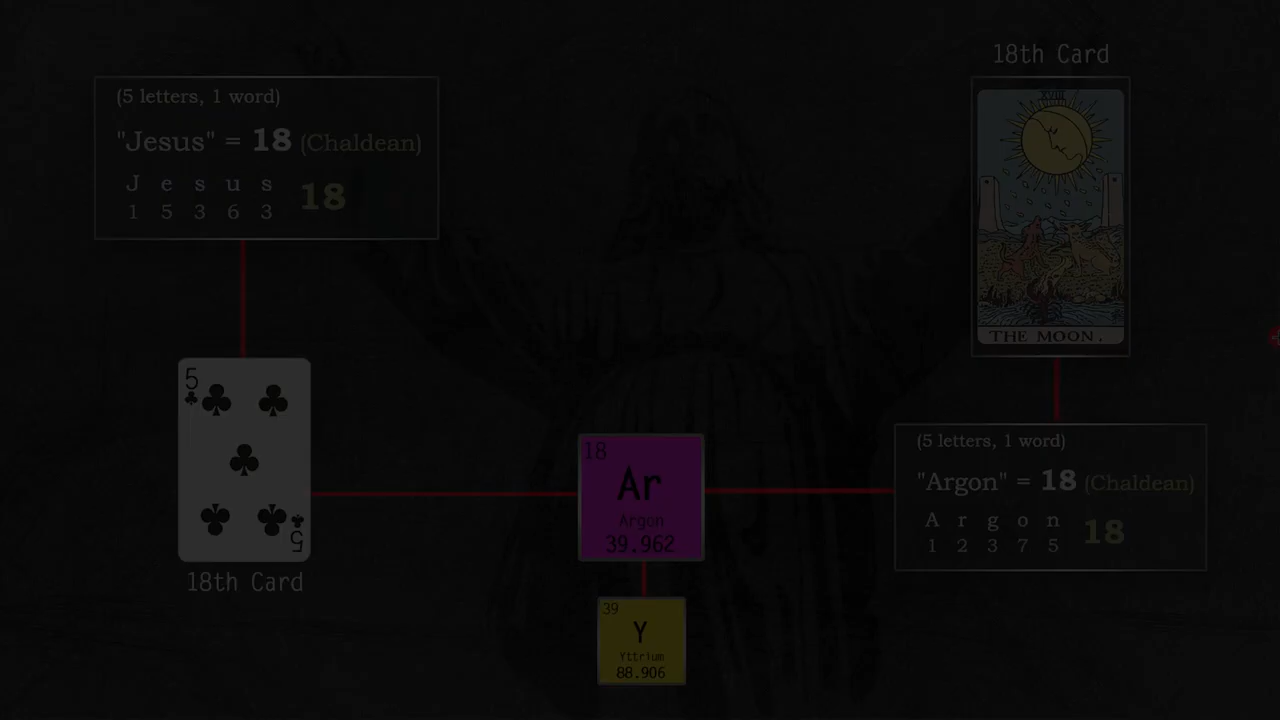 (5 letters, 1 word)
"Jesus" = 18 (Chaldean)
J e s u s
1 5 3 6 3
18
18th Card
XVIII
THE MOON.
5
5
18th Card
18
Ar
Argon
39.962
39
Y
Yttrium
88.906
(5 letters, 1 word)
"Argon" = 18 (Chaldean)
A r g o n
1 2 3 7 5
18